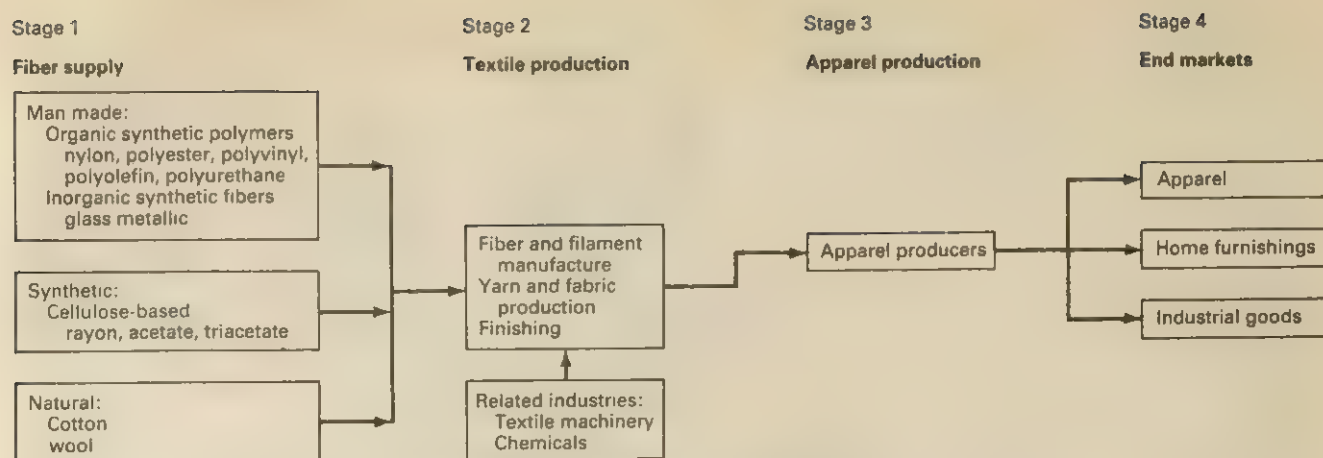 Stage 1
Fiber supply
Man made:
Organic synthetic polymers
nylon, polyester, polyvinyl,
polyolefin, polyurethane
Inorganic synthetic fibers
glass metallic
Synthetic:
Cellulose-based
rayon, acetate, triacetate
Natural:
Cotton
wool
Stage 2
Textile production
Fiber and filament
manufacture
Yarn and fabric
production
Finishing
Related industries:
Textile machinery
Chemicals
Stage 3
Apparel production
Apparel producers
Stage 4
End markets
Apparel
Home furnishings
Industrial goods